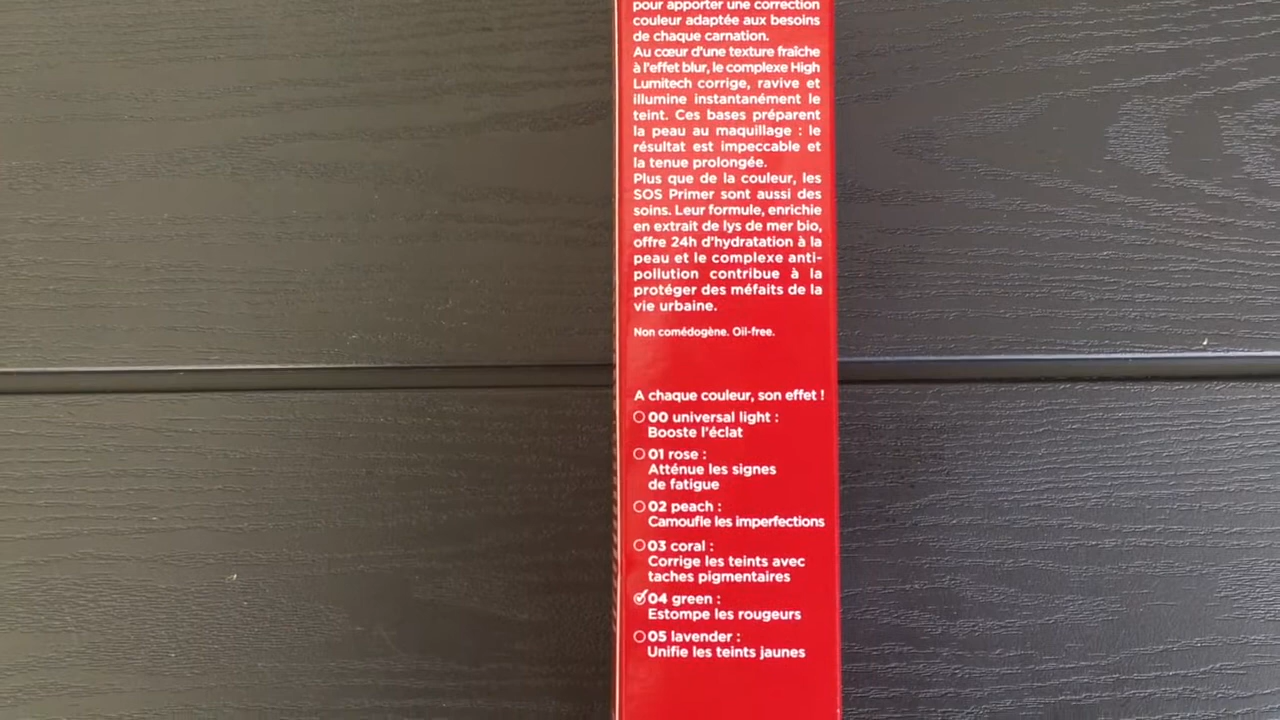 pour apporter une correction
couleur adaptée aux besoins
de chaque carnation.
Au cœur d'une texture fraîche
à l'effet blur, le complexe High
Lumitech corrige, ravive et
illumine instantanément le
teint. Ces bases préparent
la peau au maquillage : le
résultat est impeccable et
la tenue prolongée.
Plus que de la couleur, les
SOS Primer sont aussi des
soins. Leur formule, enrichie
en extrait de lys de mer bio,
offre 24h d'hydratation à la
peau et le complexe anti-
pollution contribue à la
protéger des méfaits de la
vie urbaine.
Non comédogène. Oil-free.
A chaque couleur, son effet !
00 universal light :
Booste l'éclat
01 rose :
Atténue les signes
de fatigue
02 peach :
Camoufle les imperfections
03 coral :
Corrige les teints avec
taches pigmentaires
04 green :
Estompe les rougeurs
05 lavender :
Unifie les teints jaunes